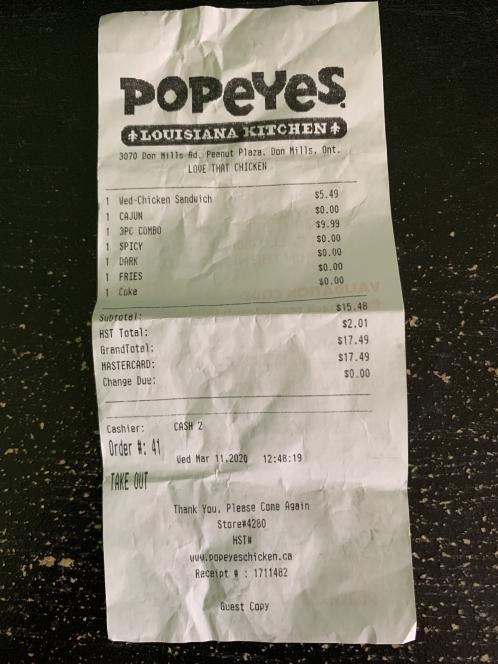 POPEYES
LOUISIANA KITCHEN
3070 Don Mills Rd. Peanut Plaza. Don Mills, Ont.
LOVE THAT CHICKEN
1 Wed-Chicken Sandwich $5.49
1 CAJUN $0.00
1 3PC COMBO $9.99
1 SPICY $0.00
1 DARK $0.00
1 FRIES $0.00
1 Coke $0.00
Subtotal: $15.48
HST Total: $2.01
GrandTotal: $17.49
MASTERCARD: $17.49
Change Due: $0.00
Cashier: CASH 2
Order #: 41
Wed Mar 11,2020 12:48:19
TAKE OUT
Thank You, Please Come Again
Store#4280
HST#
www.popeyeschicken.ca
Receipt # : 1711482
Guest Copy